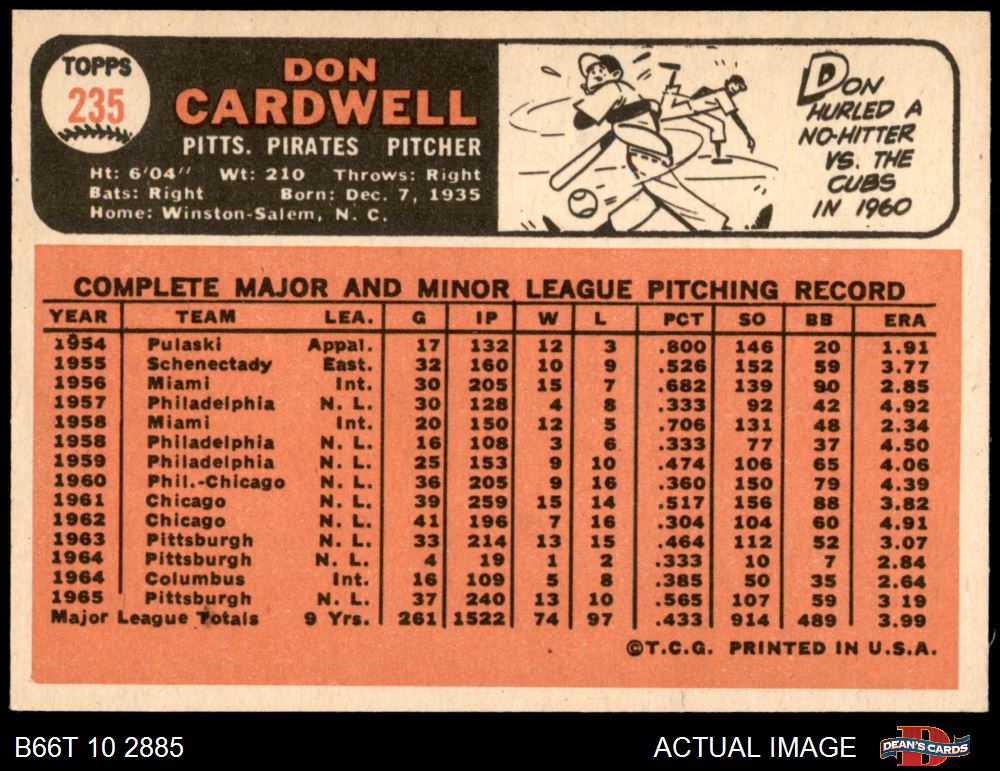 TOPPS
235
DON
CARDWELL
PITTS. PIRATES PITCHER
Ht: 6'04" Wt: 210 Throws: Right
Bats: Right Born: Dec. 7, 1935
Home: Winston-Salem, N. C.
DON
HURLED A
NO-HITTER
VS. THE
CUBS
IN 1960
COMPLETE MAJOR AND MINOR LEAGUE PITCHING RECORD
YEAR TEAM LEA. G IP W L PCT SO BB ERA
1954 Pulaski Appal. 17 132 12 3 .800 146 20 1.91
1955 Schenectady East. 32 160 10 9 .526 152 59 3.77
1956 Miami Int. 30 205 15 7 .682 139 90 2.85
1957 Philadelphia N. L. 30 128 4 8 .333 92 42 4.92
1958 Miami Int. 20 150 12 5 .706 131 48 2.34
1958 Philadelphia N. L. 16 108 3 6 .333 77 37 4.50
1959 Philadelphia N. L. 25 153 9 10 .474 106 65 4.06
1960 Phil.-Chicago N. L. 36 205 9 16 .360 150 79 4.39
1961 Chicago N. L. 39 259 15 14 .517 156 88 3.82
1962 Chicago N. L. 41 196 7 16 .304 104 60 4.91
1963 Pittsburgh N. L. 33 214 13 15 .464 112 52 3.07
1964 Pittsburgh N. L. 4 19 1 2 .333 10 7 2.84
1964 Columbus Int. 16 109 5 8 .385 50 35 2.64
1965 Pittsburgh N. L. 37 240 13 10 .565 107 59 3 19
Major League Totals 9 Yrs. 261 1522 74 97 .433 914 489 3.99
©T.C.G. PRINTED IN U.S.A.
B66T 10 2885
ACTUAL IMAGE
DEAN'S CARDS